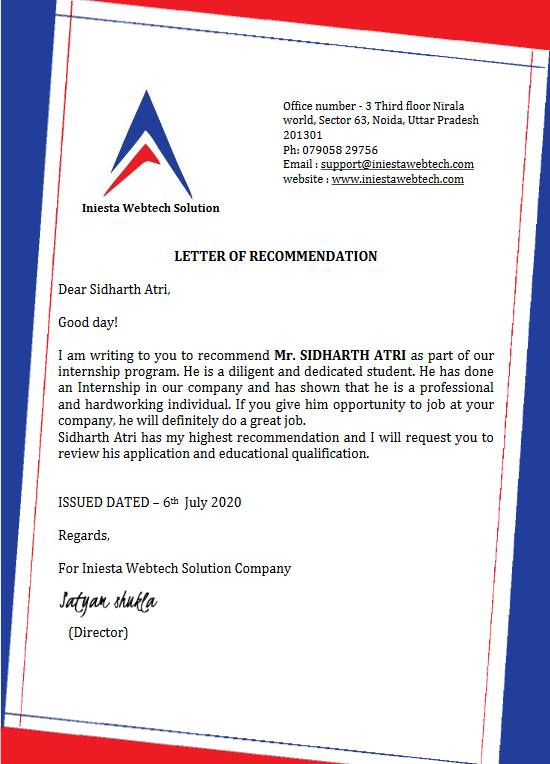 Office number - 3 Third floor Nirala
world, Sector 63, Noida, Uttar Pradesh
201301
Ph: 079058 29756
Email : support@iniestawebtech.com
website : www.iniestawebtech.com
Iniesta Webtech Solution
LETTER OF RECOMMENDATION
Dear Sidharth Atri,
Good day!
I am writing to you to recommend Mr. SIDHARTH ATRI as part of our
internship program. He is a diligent and dedicated student. He has done
an Internship in our company and has shown that he is a professional
and hardworking individual. If you give him opportunity to job at your
company, he will definitely do a great job.
Sidharth Atri has my highest recommendation and I will request you to
review his application and educational qualification.
ISSUED DATED – 6th July 2020
Regards,
For Iniesta Webtech Solution Company
Satyam shukla
(Director)